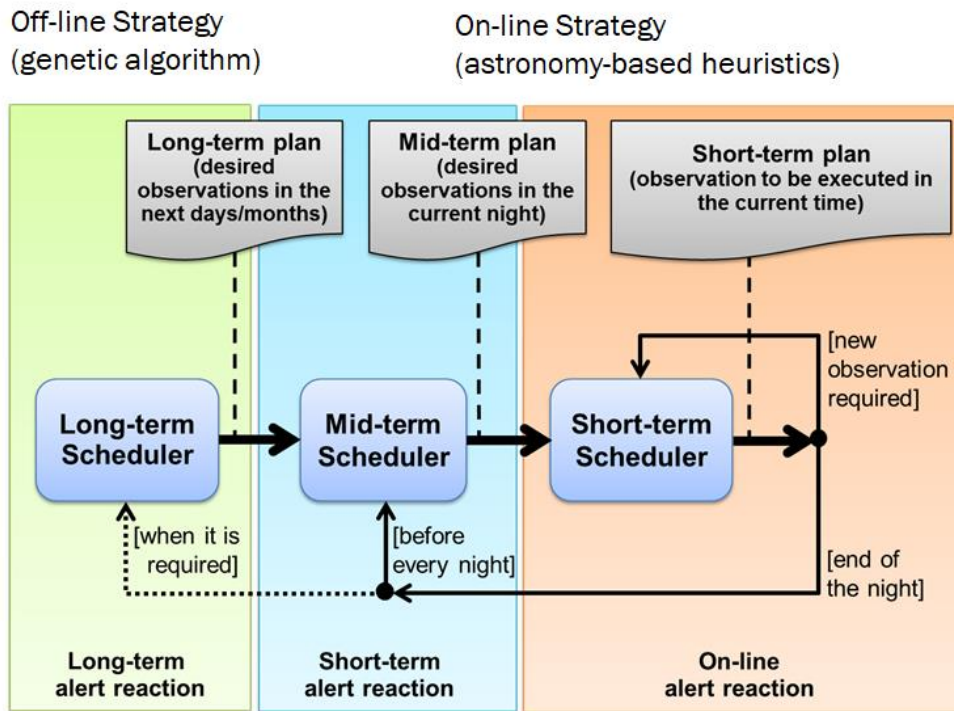 Off-line Strategy
(genetic algorithm)
On-line Strategy
(astronomy-based heuristics)
Long-term plan
(desired
observations in the
next days/months)
Mid-term plan
(desired
observations in the
current night)
Short-term plan
(observation to be executed in
the current time)
[new
observation
required]
Long-term
Scheduler
Mid-term
Scheduler
Short-term
Scheduler
[when it is
required]
[before
every night]
[end of
the night]
Long-term
alert reaction
Short-term
alert reaction
On-line
alert reaction